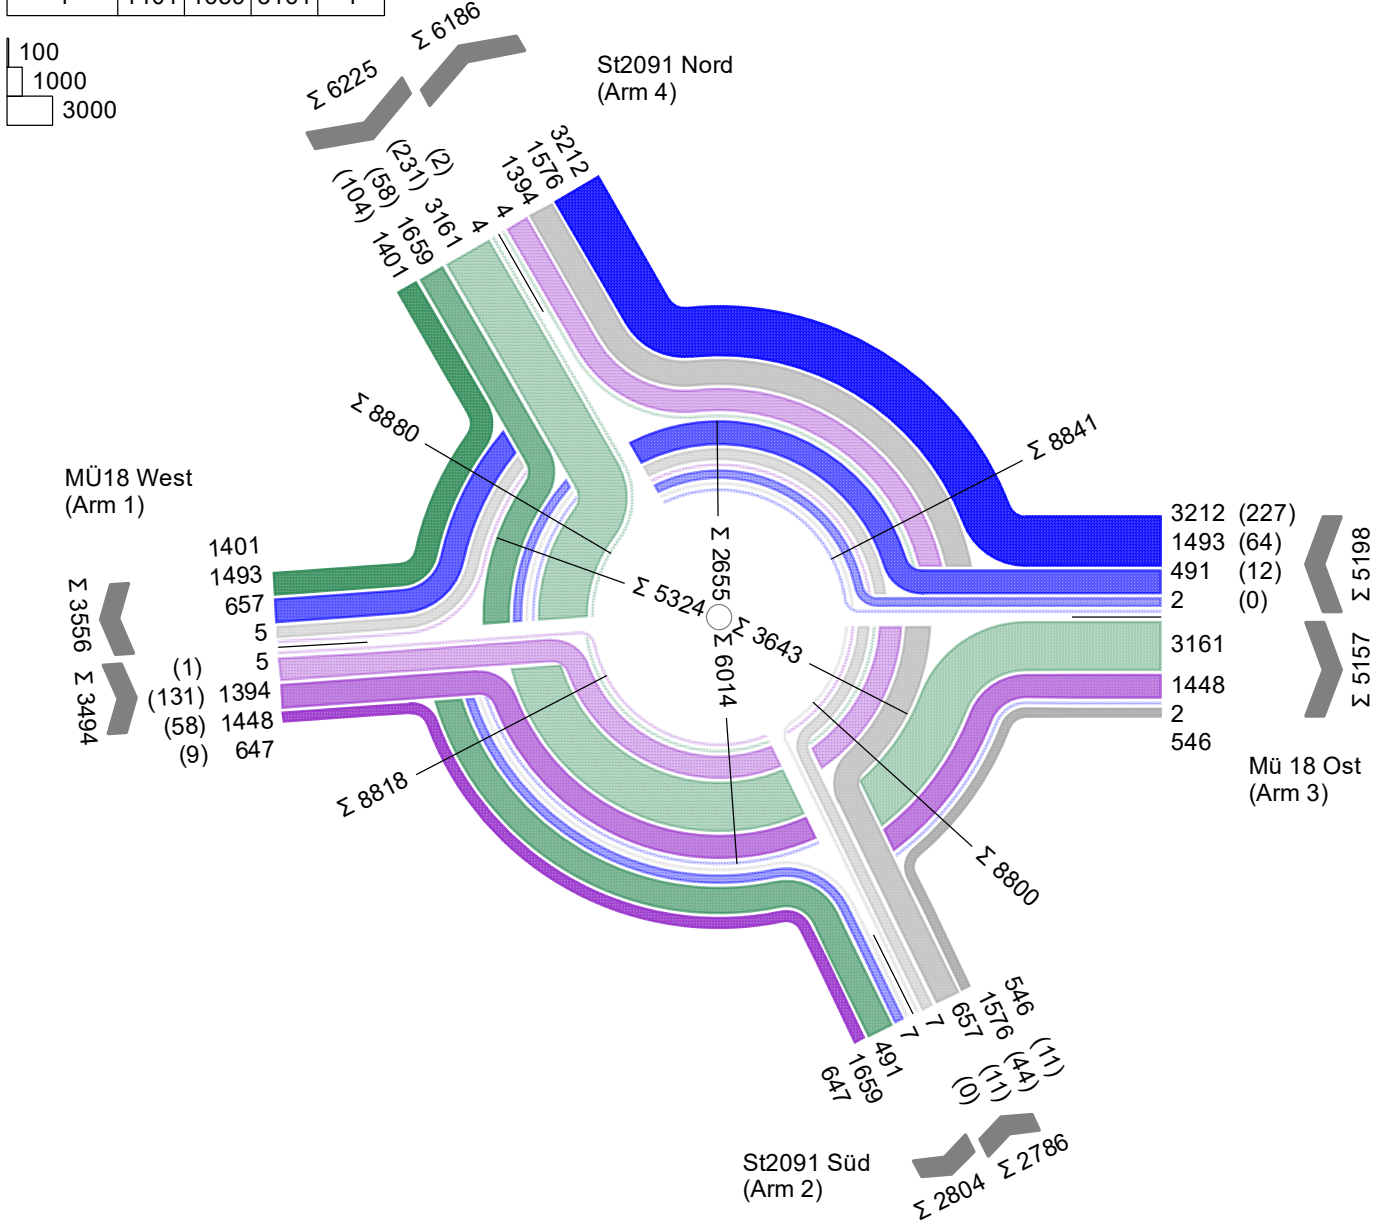 100
1000
3000
Σ 6186
Σ 6225
St2091 Nord
(Arm 4)
(2)
(231)
(58)
(104)
3212
1576
1394
4
4
3161
1659
1401
Σ 8880
Σ 8841
MÜ18 West
(Arm 1)
1401
1493
657
5
Σ 3556
(1) 5
(131) 1394
(58) 1448
(9) 647
Σ 3494
Σ 2655
Σ 5324
Σ 3643
Σ 6014
3212 (227)
1493 (64)
491 (12)
2 (0)
Σ 5198
3161
1448
2
546
Σ 5157
Mü 18 Ost
(Arm 3)
Σ 8818
Σ 8800
546
1576
657
7
7
491
1659
647
(11)
(44)
(11)
(0)
St2091 Süd
(Arm 2)
Σ 2786
Σ 2804